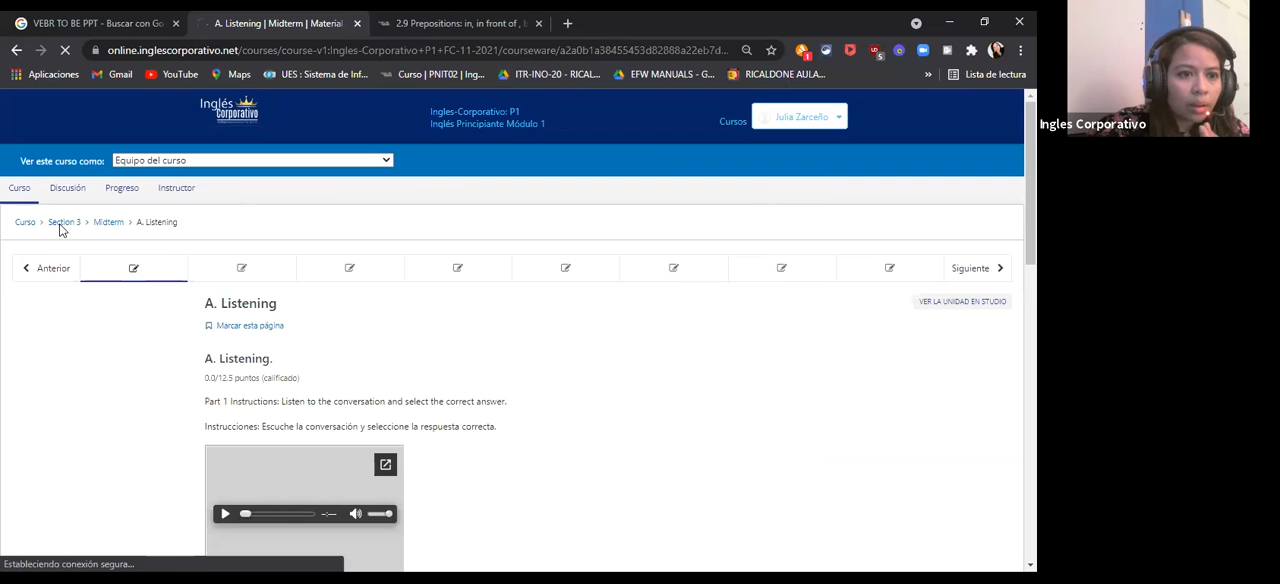 VEBR TO BE PPT - Buscar con Go
A. Listening | Midterm | Material
2.9 Prepositions: in, in front of , b
online.inglescorporativo.net/courses/course-v1:Ingles-Corporativo+P1+FC-11-2021/courseware/a2a0b1a38455453d82888a22eb7d...
Aplicaciones
Gmail
YouTube
Maps
UES : Sistema de Inf...
Curso | PNIT02 | Ing...
ITR-INO-20 - RICAL...
EFW MANUALS - G...
RICALDONE AULA...
»
Lista de lectura
Inglés
Corporativo
Ingles-Corporativo: P1
Inglés Principiante Módulo 1
Cursos
Julia Zarceño
Ver este curso como:
Equipo del curso
Curso
Discusión
Progreso
Instructor
Curso > Section 3 > Midterm > A. Listening
Anterior
Siguiente
A. Listening
VER LA UNIDAD EN STUDIO
Marcar esta página
A. Listening.
0.0/12.5 puntos (calificado)
Part 1 Instructions: Listen to the conversation and select the correct answer.
Instrucciones: Escuche la conversación y seleccione la respuesta correcta.
-:--
Estableciendo conexión segura...
Ingles Corporativo